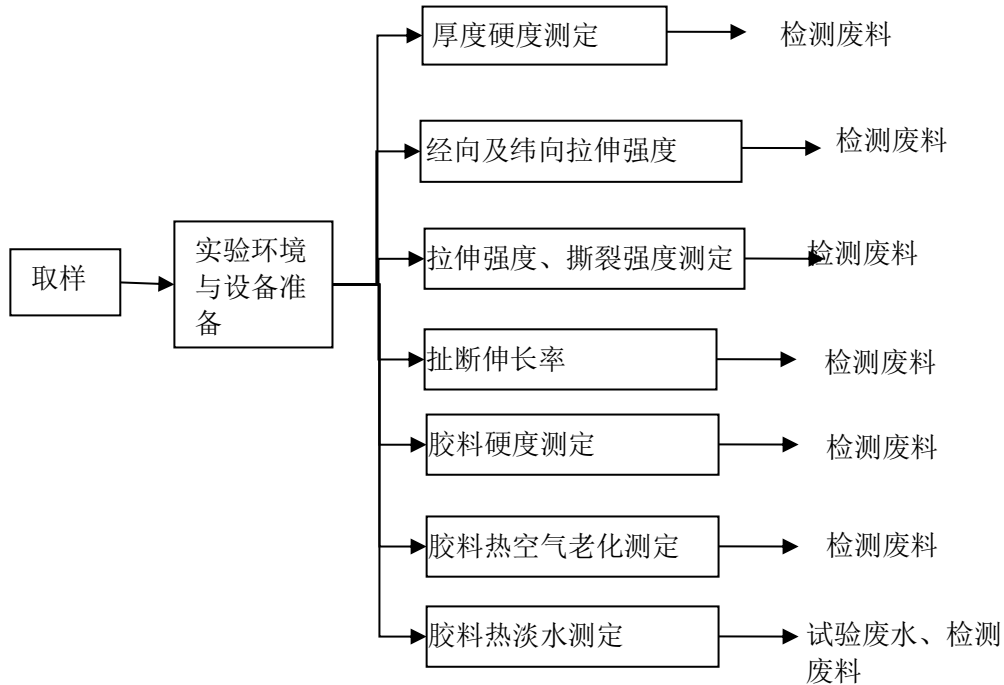 厚度硬度测定
检测废料
经向及纬向拉伸强度
检测废料
取样
实验环境
与设备准
备
拉伸强度、撕裂强度测定
检测废料
扯断伸长率
检测废料
胶料硬度测定
检测废料
胶料热空气老化测定
检测废料
胶料热淡水测定
试验废水、检测
废料